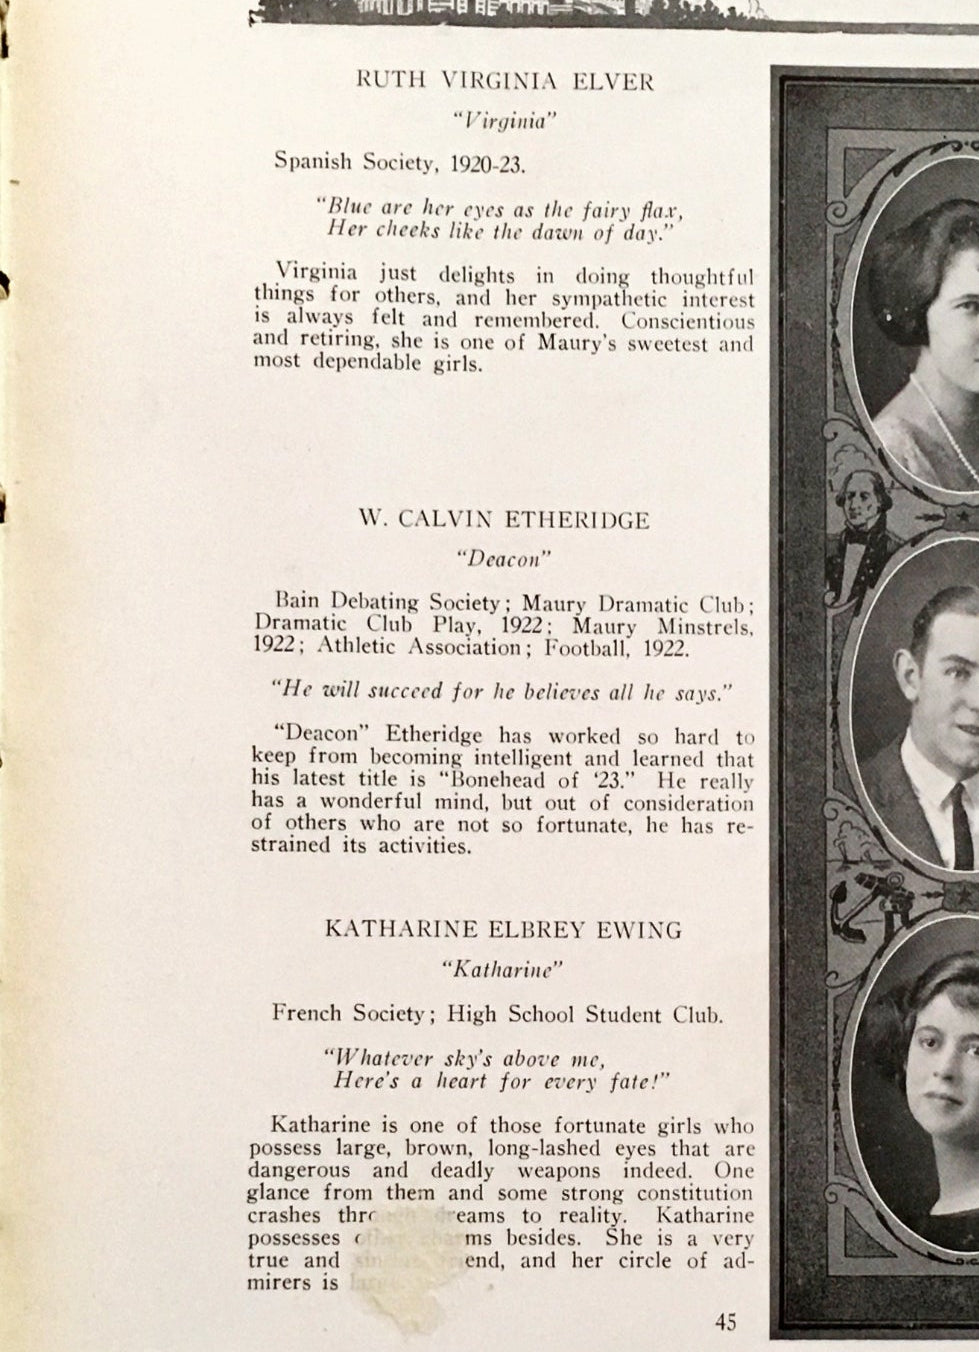 RUTH VIRGINIA ELVER
"Virginia"
Spanish Society, 1920-23.
"Blue are her eyes as the fairy flax,
Her cheeks like the dawn of day."
Virginia just delights in doing thoughtful
things for others, and her sympathetic interest
is always felt and remembered. Conscientious
and retiring, she is one of Maury's sweetest and
most dependable girls.
W. CALVIN ETHERIDGE
"Deacon"
Bain Debating Society; Maury Dramatic Club;
Dramatic Club Play, 1922; Maury Minstrels,
1922; Athletic Association; Football, 1922.
"He will succeed for he believes all he says."
"Deacon" Etheridge has worked so hard to
keep from becoming intelligent and learned that
his latest title is "Bonehead of '23." He really
has a wonderful mind, but out of consideration
of others who are not so fortunate, he has re-
strained its activities.
KATHARINE ELBREY EWING
"Katharine"
French Society; High School Student Club.
"Whatever sky's above me,
Here's a heart for every fate!"
Katharine is one of those fortunate girls who
possess large, brown, long-lashed eyes that are
dangerous and deadly weapons indeed. One
glance from them and some strong constitution
crashes through dreams to reality. Katharine
possesses other charms besides. She is a very
true and end, and her circle of ad-
mirers is
45